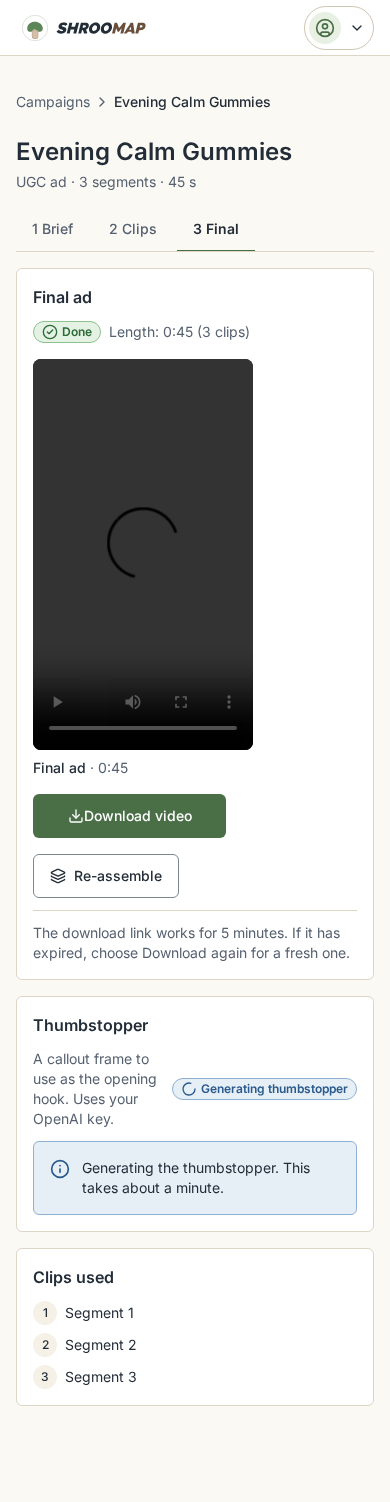 SHROOMAP
Campaigns > Evening Calm Gummies
Evening Calm Gummies
UGC ad · 3 segments · 45 s
1 Brief 2 Clips 3 Final
Final ad
Done Length: 0:45 (3 clips)
Final ad · 0:45
Download video
Re-assemble
The download link works for 5 minutes. If it has
expired, choose Download again for a fresh one.
Thumbstopper
A callout frame to
use as the opening
hook. Uses your
OpenAI key.
Generating thumbstopper
Generating the thumbstopper. This
takes about a minute.
Clips used
1 Segment 1
2 Segment 2
3 Segment 3